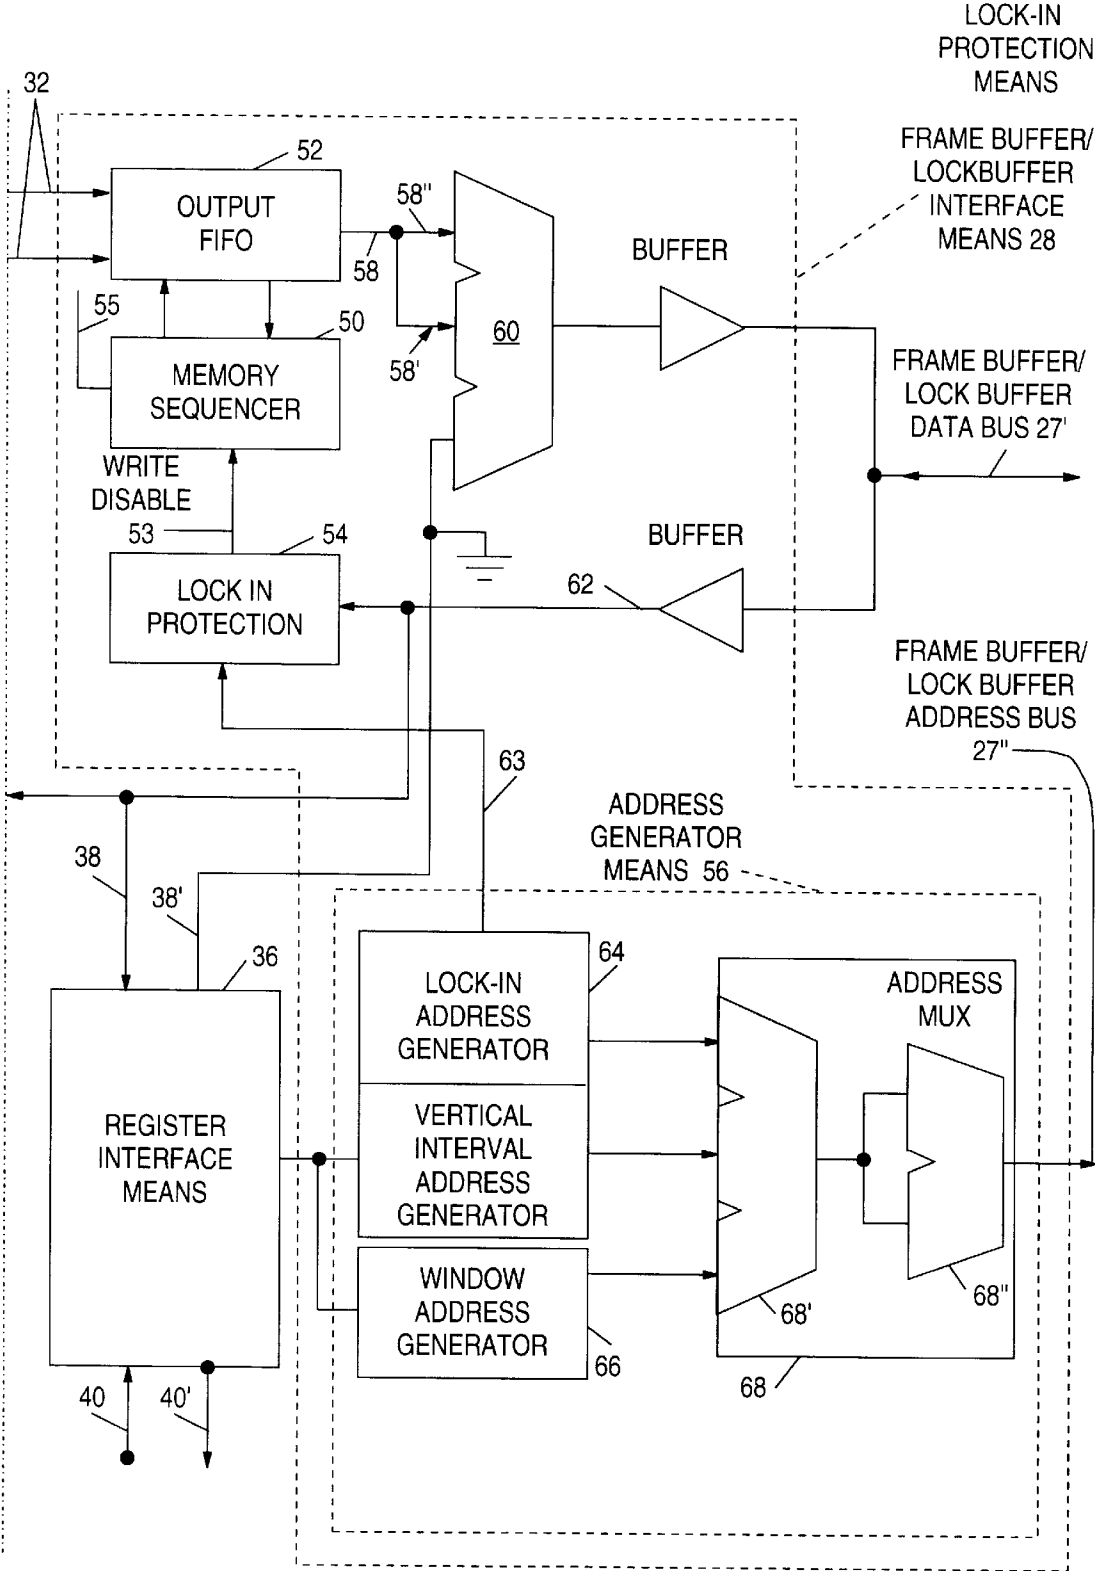 LOCK-IN
PROTECTION
MEANS
32
FRAME BUFFER/
LOCKBUFFER
INTERFACE
MEANS 28
52
OUTPUT
FIFO
58"
58
BUFFER
55
50
60
58'
MEMORY
SEQUENCER
FRAME BUFFER/
LOCK BUFFER
DATA BUS 27'
WRITE
DISABLE
53
54
BUFFER
LOCK IN
PROTECTION
62
FRAME BUFFER/
LOCK BUFFER
ADDRESS BUS
27"
63
ADDRESS
GENERATOR
MEANS 56
38
38'
36
64
LOCK-IN
ADDRESS
GENERATOR
ADDRESS
MUX
REGISTER
INTERFACE
MEANS
VERTICAL
INTERVAL
ADDRESS
GENERATOR
WINDOW
ADDRESS
GENERATOR
68'
68"
66
68
40
40'